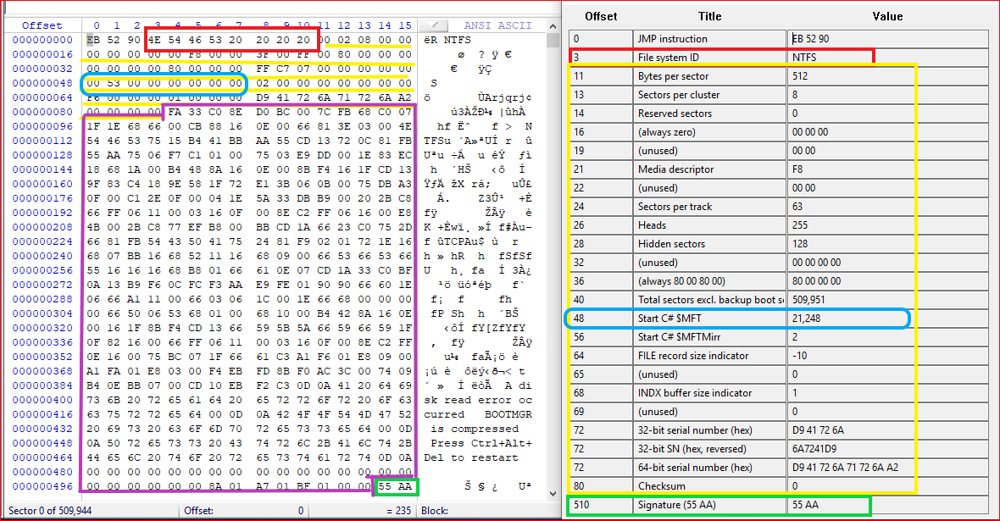 Offset 0 1 2 3 4 5 6 7 8 9 10 11 12 13 14 15 ANSI ASCII
000000000 EB 52 90 4E 54 46 53 20 20 20 20 00 02 08 00 00 ëR NTFS
000000016 00 00 00 00 00 F8 00 00 3F 00 FF 00 80 00 00 00 ø ? ÿ €
000000032 00 00 00 00 80 00 00 00 FF C7 07 00 00 00 00 00 € ÿÇ
000000048 00 53 00 00 00 00 00 00 02 00 00 00 00 00 00 00 S
000000064 F6 00 00 00 01 00 00 00 D9 41 72 6A 71 72 6A A2 ö ÙArjqrj¢
000000080 00 00 00 00 FA 33 C0 8E D0 BC 00 7C FB 68 C0 07 ú3ÀŽÐ¼ |ûhÀ
000000096 1F 1E 68 66 00 CB 88 16 0E 00 66 81 3E 03 00 4E hf Ëˆ f > N
000000112 54 46 53 75 15 B4 41 BB AA 55 CD 13 72 0C 81 FB TFSu ´A»ªUÍ r û
000000128 55 AA 75 06 F7 C1 01 00 75 03 E9 DD 00 1E 83 EC Uªu ÷Á u éÝ ƒì
000000144 18 68 1A 00 B4 48 8A 16 0E 00 8B F4 16 1F CD 13 h ´HŠ ‹ô Í
000000160 9F 83 C4 18 9E 58 1F 72 E1 3B 06 0B 00 75 DB A3 ŸƒÄ žX rá; uÛ£
000000176 0F 00 C1 2E 0F 00 04 1E 5A 33 DB B9 00 20 2B C8 Á. Z3Û¹ +È
000000192 66 FF 06 11 00 03 16 0F 00 8E C2 FF 06 16 00 E8 fÿ ŽÂÿ è
000000208 4B 00 2B C8 77 EF B8 00 BB CD 1A 66 23 C0 75 2D K +Èwï¸ »Í f#Àu-
000000224 66 81 FB 54 43 50 41 75 24 81 F9 02 01 72 1E 16 f ûTCPAu$ ù r
000000240 68 07 BB 16 68 52 11 16 68 09 00 66 53 66 53 66 h » hR h fSfSf
000000256 55 16 16 16 68 B8 01 66 61 0E 07 CD 1A 33 C0 BF U h¸ fa Í 3À¿
000000272 0A 13 B9 F6 0C FC F3 AA E9 FE 01 90 90 66 60 1E ¹ö üóªéþ f`
000000288 06 66 A1 11 00 66 03 06 1C 00 1E 66 68 00 00 00 f¡ f fh
000000304 00 66 50 06 53 68 01 00 68 10 00 B4 42 8A 16 0E fP Sh h ´BŠ
000000320 00 16 1F 8B F4 CD 13 66 59 5B 5A 66 59 66 59 1F ‹ôÍ fY[ZfYfY
000000336 0F 82 16 00 66 FF 06 11 00 03 16 0F 00 8E C2 FF ‚ fÿ ŽÂÿ
000000352 0E 16 00 75 BC 07 1F 66 61 C3 A1 F6 01 E8 09 00 u¼ faÃ¡ö è
000000368 A1 FA 01 E8 03 00 F4 EB FD 8B F0 AC 3C 00 74 09 ¡ú è ôëý‹ð¬< t
000000384 B4 0E BB 07 00 CD 10 EB F2 C3 0D 0A 41 20 64 69 ´ » Í ëòÃ A di
000000400 73 6B 20 72 65 61 64 20 65 72 72 6F 72 20 6F 63 sk read error oc
000000416 63 75 72 72 65 64 00 0D 0A 42 4F 4F 54 4D 47 52 curred BOOTMGR
000000432 20 69 73 20 63 6F 6D 70 72 65 73 73 65 64 00 0D is compressed
000000448 0A 50 72 65 73 73 20 43 74 72 6C 2B 41 6C 74 2B Press Ctrl+Alt+
000000464 44 65 6C 20 74 6F 20 72 65 73 74 61 72 74 0D 0A Del to restart
000000480 00 00 00 00 00 00 00 00 00 00 00 00 00 00 00 00
000000496 00 00 00 00 00 00 8A 01 A7 01 BF 01 00 00 55 AA Š § ¿ Uª
Sector 0 of 509,944 Offset: 0 = 235 Block:
Offset Title Value
0 JMP instruction EB 52 90
3 File system ID NTFS
11 Bytes per sector 512
13 Sectors per cluster 8
14 Reserved sectors 0
16 (always zero) 00 00 00
19 (unused) 00 00
21 Media descriptor F8
22 (unused) 00 00
24 Sectors per track 63
26 Heads 255
28 Hidden sectors 128
32 (unused) 00 00 00 00
36 (always 80 00 80 00) 80 00 00 00
40 Total sectors excl. backup boot s 509,951
48 Start C# $MFT 21,248
56 Start C# $MFTMirr 2
64 FILE record size indicator -10
65 (unused) 0
68 INDX buffer size indicator 1
69 (unused) 0
72 32-bit serial number (hex) D9 41 72 6A
72 32-bit SN (hex, reversed) 6A7241D9
72 64-bit serial number (hex) D9 41 72 6A 71 72 6A A2
80 Checksum 0
510 Signature (55 AA) 55 AA